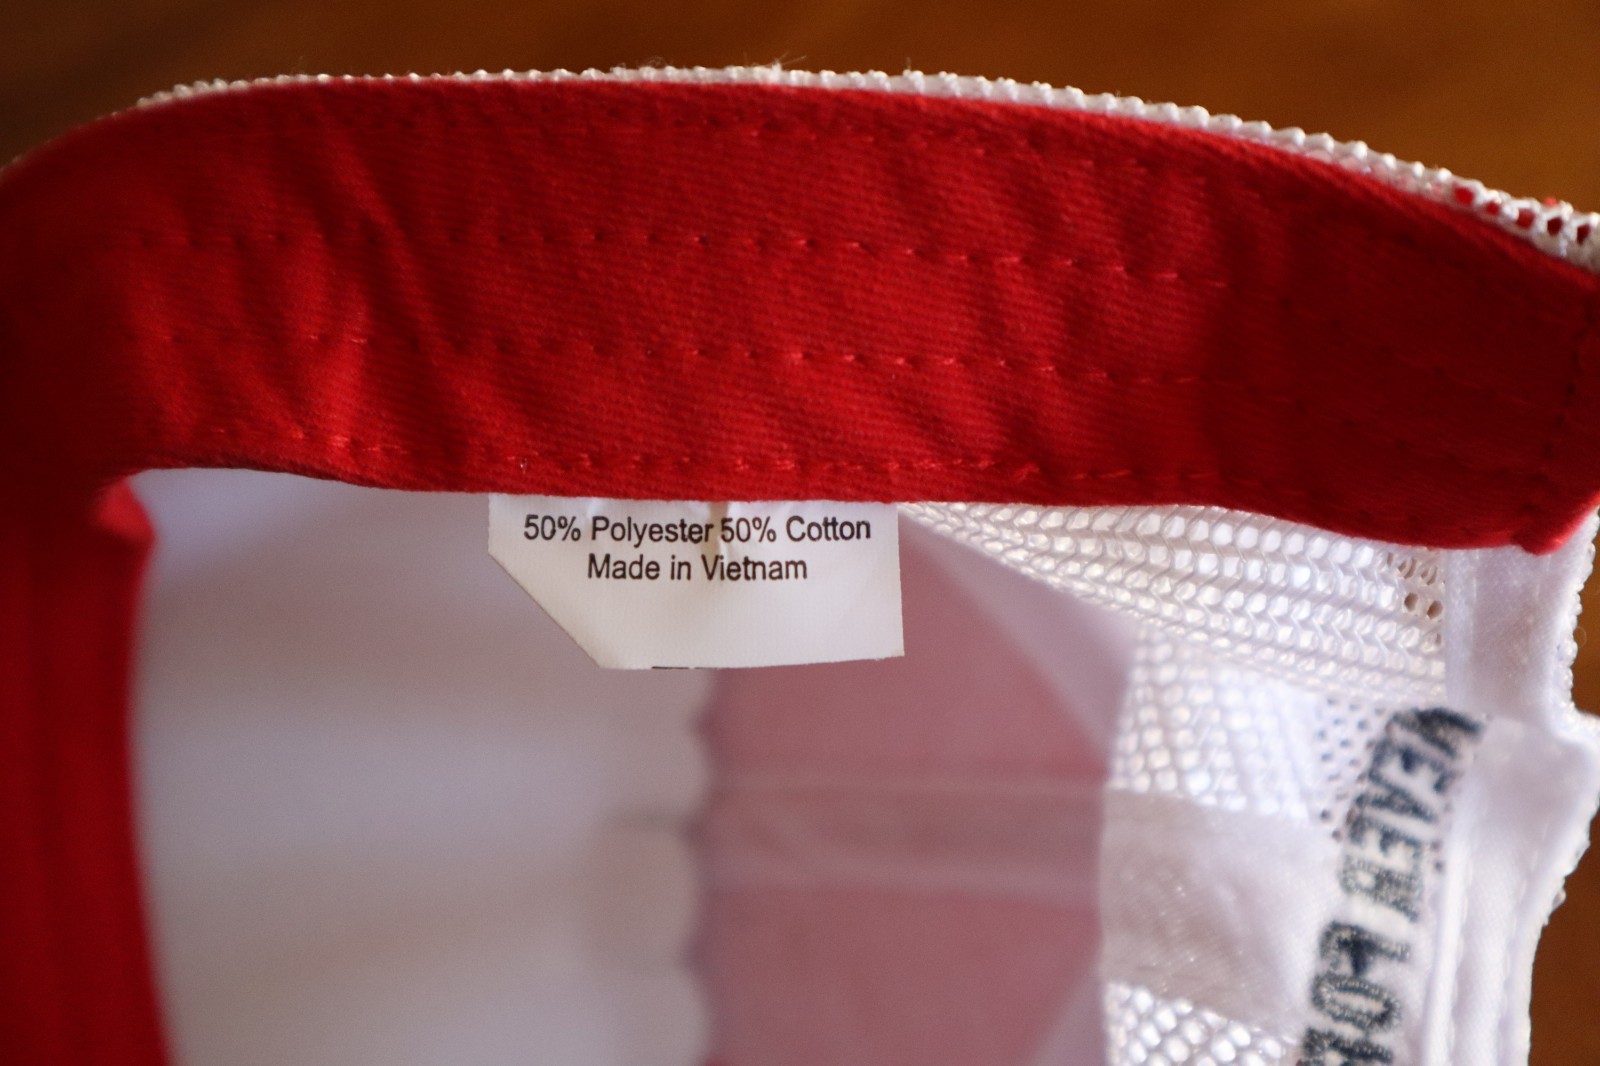 50% Polyester 50% Cotton
Made in Vietnam